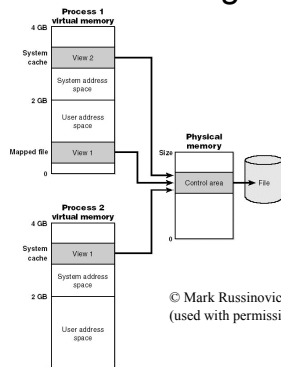 Process 1
virtual memory
4 GB
System
cache
View 2
System address
space
2 GB
User address
space
Mapped file
View 1
0
Physical
memory
Size
Control area
File
0
Process 2
virtual memory
4 GB
System
cache
View 1
System address
space
2 GB
User address
space
© Mark Russinovic
(used with permissi